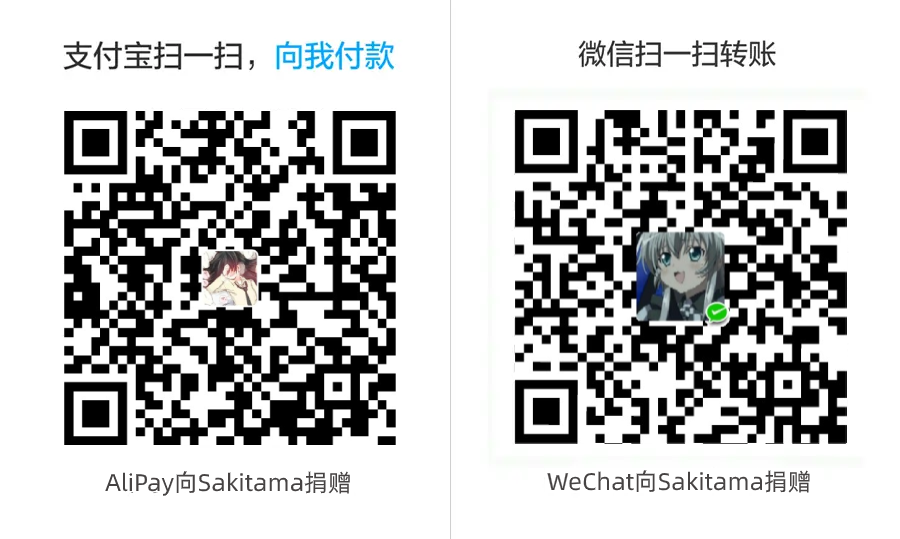 支付宝扫一扫，向我付款
微信扫一扫转账
AliPay向Sakitama捐赠
WeChat向Sakitama捐赠